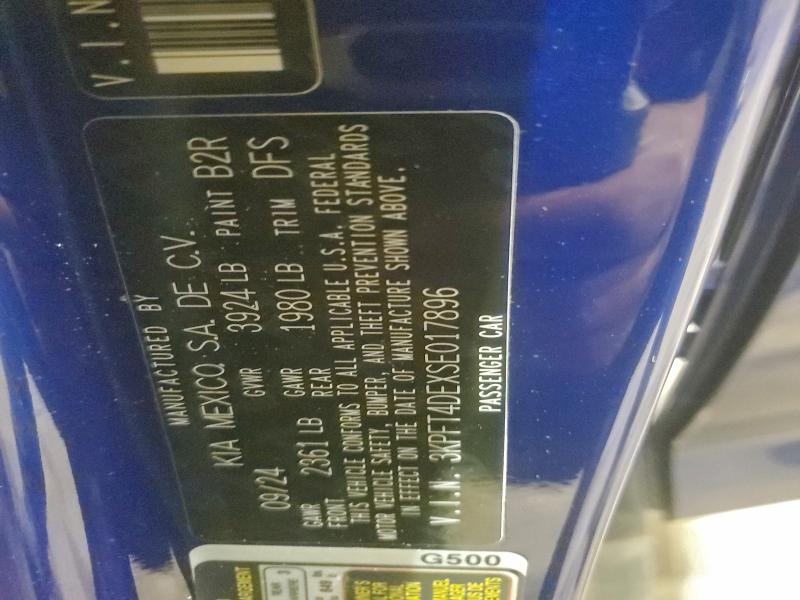 V.I.N
MANUFACTURED BY
KIA MEXICO, S.A. DE C.V.
09/24 GVWR 3924 LB PAINT B2R
GAWR FRONT 2361 LB GAWR REAR 1980 LB TRIM DFS
THIS VEHICLE CONFORMS TO ALL APPLICABLE U.S.A. FEDERAL
MOTOR VEHICLE SAFETY, BUMPER, AND THEFT PREVENTION STANDARDS
IN EFFECT ON THE DATE OF MANUFACTURE SHOWN ABOVE.
V.I.N. 3KPFT4DEXSE017896
PASSENGER CAR
G500